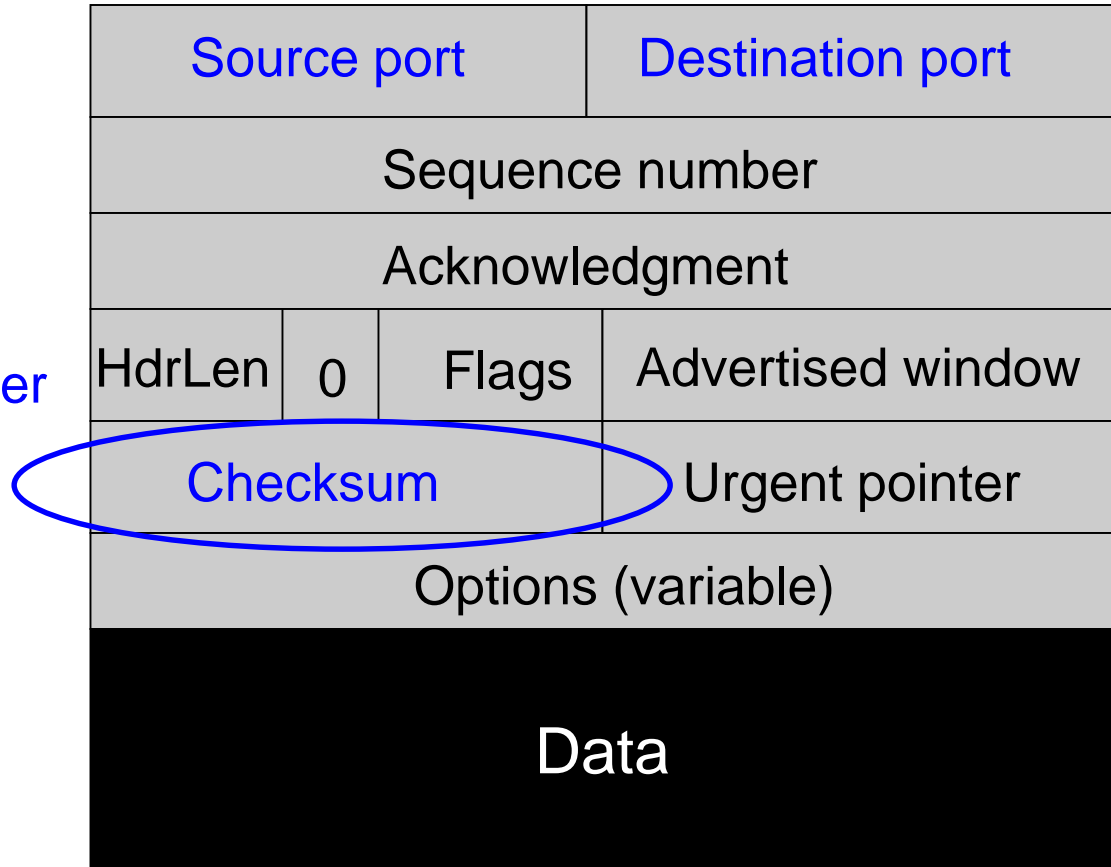 Source port Destination port
Sequence number
Acknowledgment
er HdrLen 0 Flags Advertised window
Checksum Urgent pointer
Options (variable)
Data